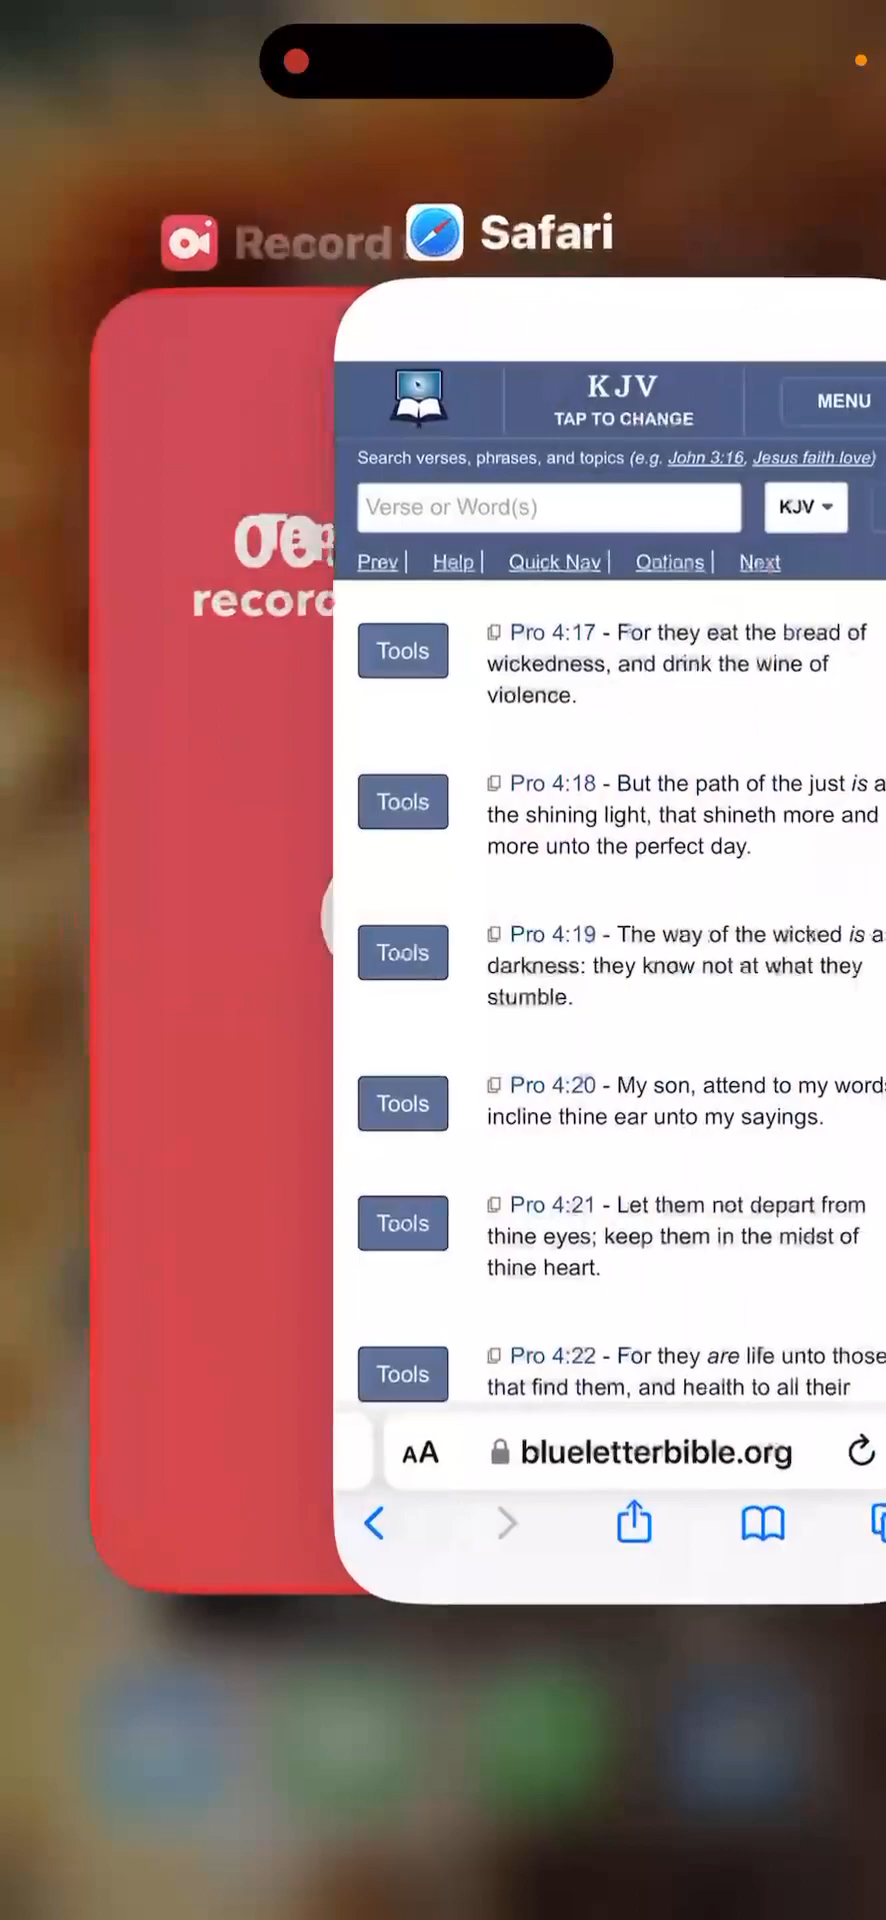 Record
Safari
KJV
TAP TO CHANGE
MENU
Search verses, phrases, and topics (e.g. John 3:16, Jesus faith love)
Verse or Word(s)
KJV
Prev | Help | Quick Nav | Options | Next
record
Tools
Pro 4:17 - For they eat the bread of
wickedness, and drink the wine of
violence.
Tools
Pro 4:18 - But the path of the just is a
the shining light, that shineth more and
more unto the perfect day.
Tools
Pro 4:19 - The way of the wicked is a
darkness: they know not at what they
stumble.
Tools
Pro 4:20 - My son, attend to my word
incline thine ear unto my sayings.
Tools
Pro 4:21 - Let them not depart from
thine eyes; keep them in the midst of
thine heart.
Tools
Pro 4:22 - For they are life unto those
that find them, and health to all their
AA
blueletterbible.org